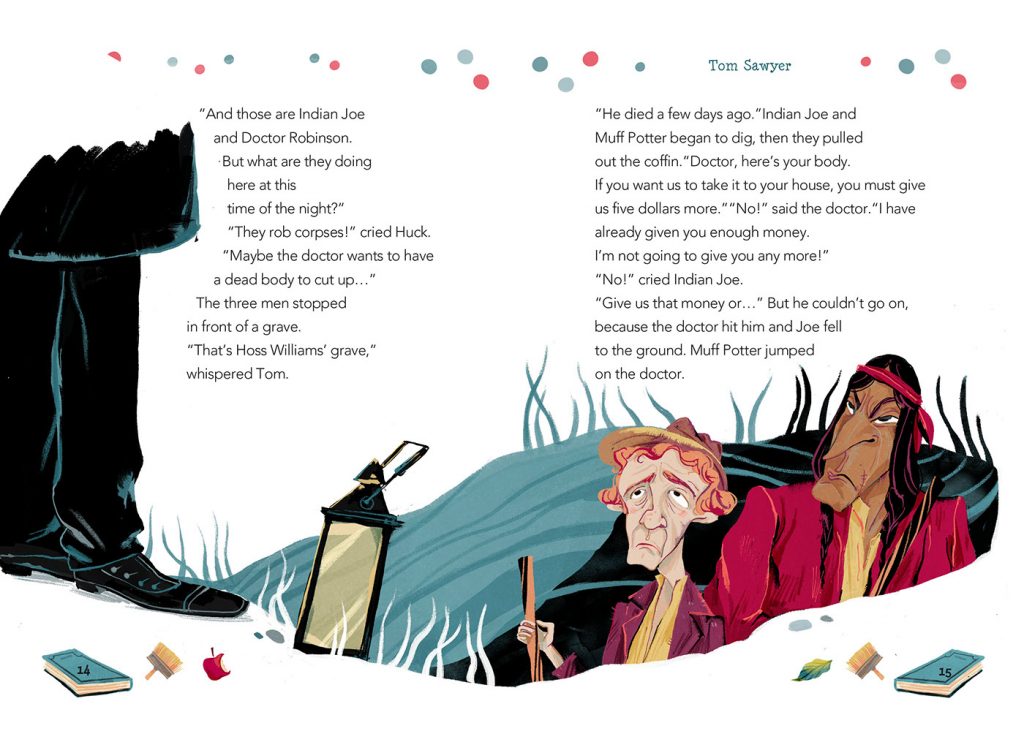 “And those are Indian Joe
and Doctor Robinson.
But what are they doing
here at this
time of the night?”
“They rob corpses!” cried Huck.
“Maybe the doctor wants to have
a dead body to cut up…”
The three men stopped
in front of a grave.
“That’s Hoss Williams’ grave,”
whispered Tom.
14
Tom Sawyer
“He died a few days ago.”Indian Joe and
Muff Potter began to dig, then they pulled
out the coffin.“Doctor, here’s your body.
If you want us to take it to your house, you must give
us five dollars more.”“No!” said the doctor.“I have
already given you enough money.
I’m not going to give you any more!”
“No!” cried Indian Joe.
“Give us that money or…” But he couldn’t go on,
because the doctor hit him and Joe fell
to the ground. Muff Potter jumped
on the doctor.
15